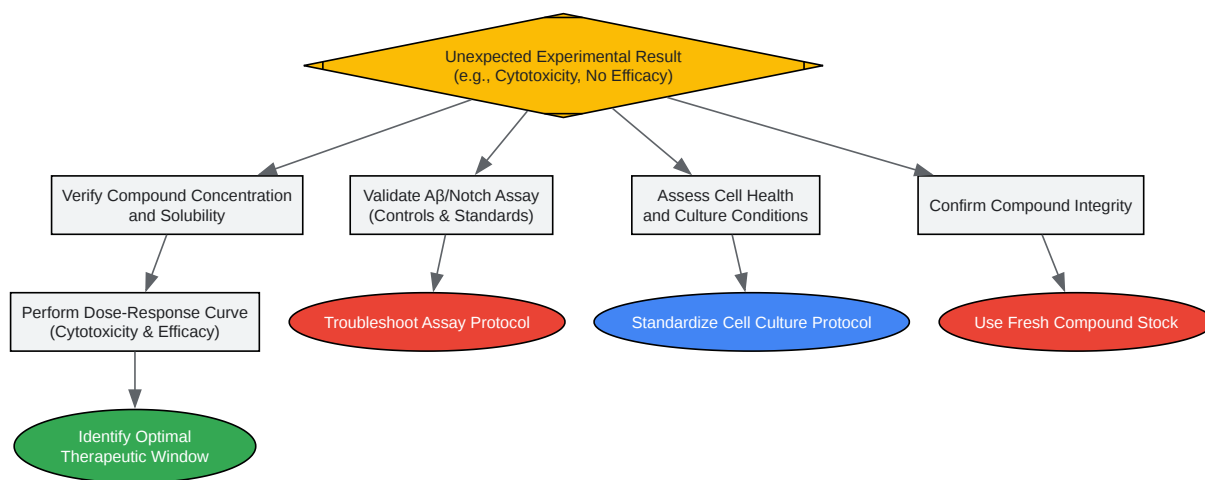 Unexpected Experimental Result
(e.g., Cytotoxicity, No Efficacy)
Verify Compound Concentration
and Solubility
Validate Aβ/Notch Assay
(Controls & Standards)
Assess Cell Health
and Culture Conditions
Confirm Compound Integrity
Perform Dose-Response Curve
(Cytotoxicity & Efficacy)
Troubleshoot Assay Protocol
Standardize Cell Culture Protocol
Use Fresh Compound Stock
Identify Optimal
Therapeutic Window